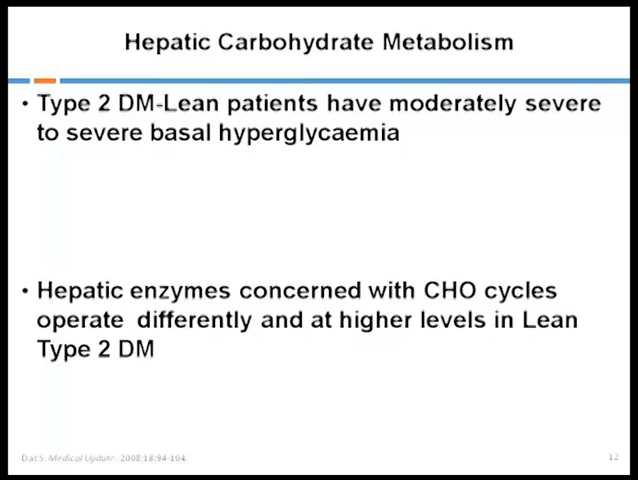 Hepatic Carbohydrate Metabolism
• Type 2 DM-Lean patients have moderately severe
to severe basal hyperglycaemia
• Hepatic enzymes concerned with CHO cycles
operate differently and at higher levels in Lean
Type 2 DM
Das S. Medical Update. 2008;18:94-104.
12